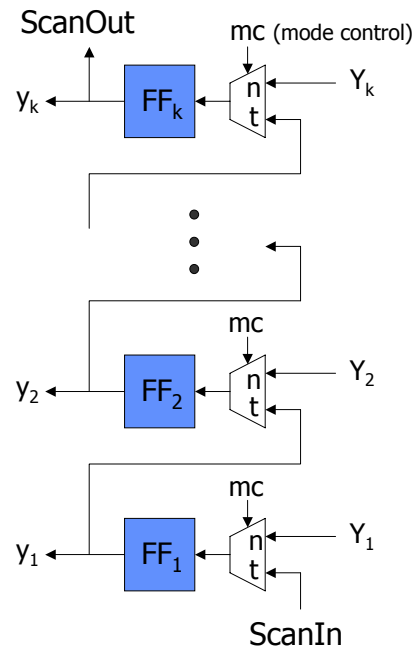 ScanOut
mc (mode control)
yk
FFk
n
t
Yk
mc
y2
FF2
n
t
Y2
mc
y1
FF1
n
t
Y1
ScanIn